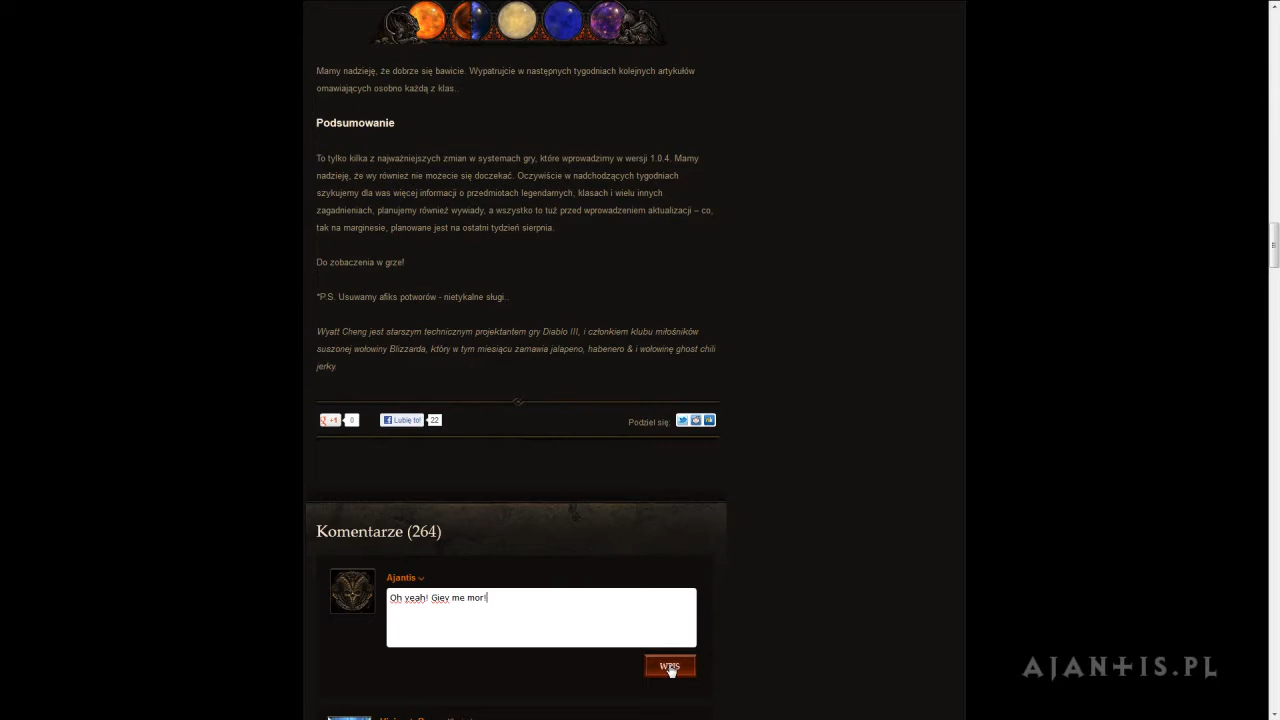 Mamy nadzieję, że dobrze się bawicie. Wypatrujcie w następnych tygodniach kolejnych artykułów
omawiających osobno każdą z klas..
Podsumowanie
To tylko kilka z najważniejszych zmian w systemach gry, które wprowadzimy w wersji 1.0.4. Mamy
nadzieję, że wy również nie możecie się doczekać. Oczywiście w nadchodzących tygodniach
szykujemy dla was więcej informacji o przedmiotach legendarnych, klasach i wielu innych
zagadnieniach, planujemy również wywiady, a wszystko to tuż przed wprowadzeniem aktualizacji – co,
tak na marginesie, planowane jest na ostatni tydzień sierpnia.
Do zobaczenia w grze!
*P.S. Usuwamy afiks potworów - nietykalne sługi..
Wyatt Cheng jest starszym technicznym projektantem gry Diablo III, i członkiem klubu miłośników
suszonej wołowiny Blizzarda, który w tym miesiącu zamawia jalapeno, habenero & i wołowinę ghost chili
jerky.
+1 0 Lubię to! 22 Podziel się:
Komentarze (264)
Ajantis
Oh yeah! Giev me mor!
WPIS
AJANTIS.PL